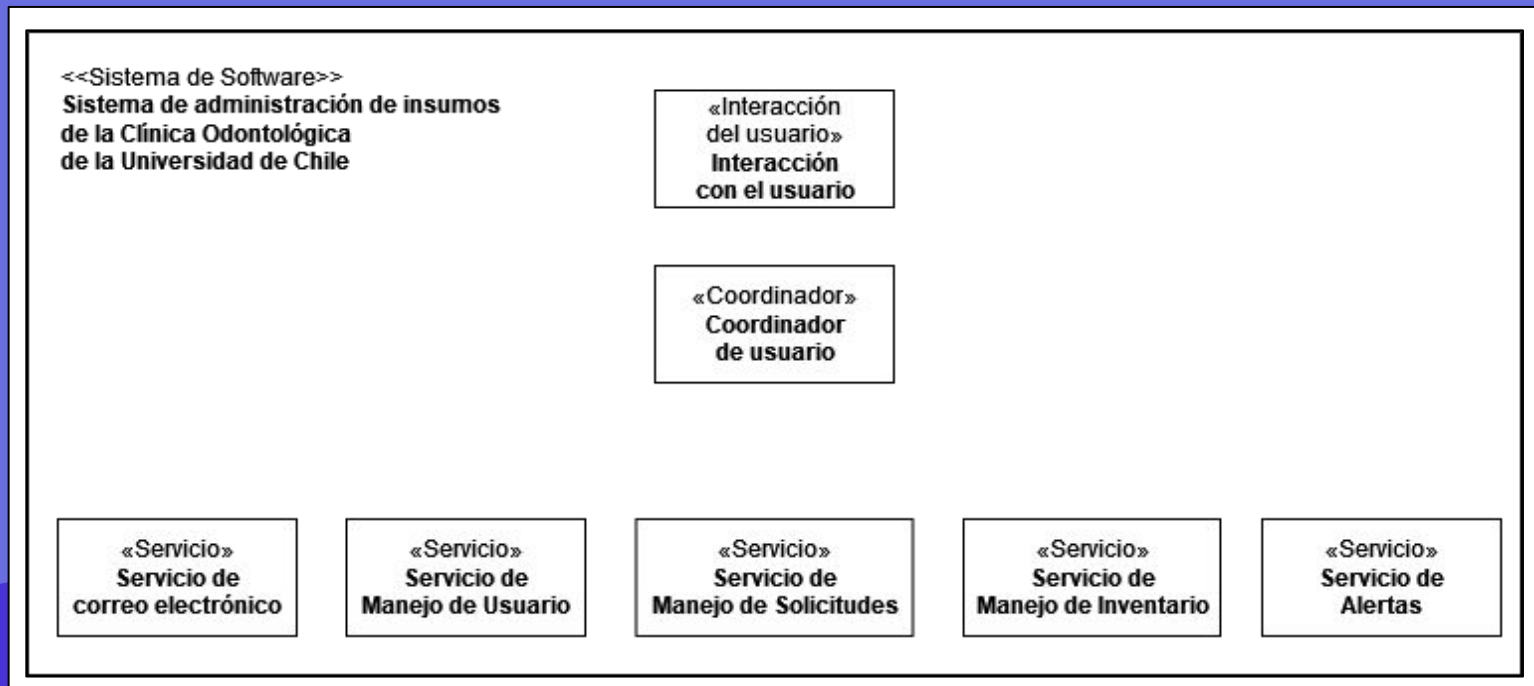 <<Sistema de Software>>
Sistema de administración de insumos
de la Clínica Odontológica
de la Universidad de Chile
«Interacción
del usuario»
Interacción
con el usuario
«Coordinador»
Coordinador
de usuario
«Servicio»
Servicio de
correo electrónico
«Servicio»
Servicio de
Manejo de Usuario
«Servicio»
Servicio de
Manejo de Solicitudes
«Servicio»
Servicio de
Manejo de Inventario
«Servicio»
Servicio de
Alertas